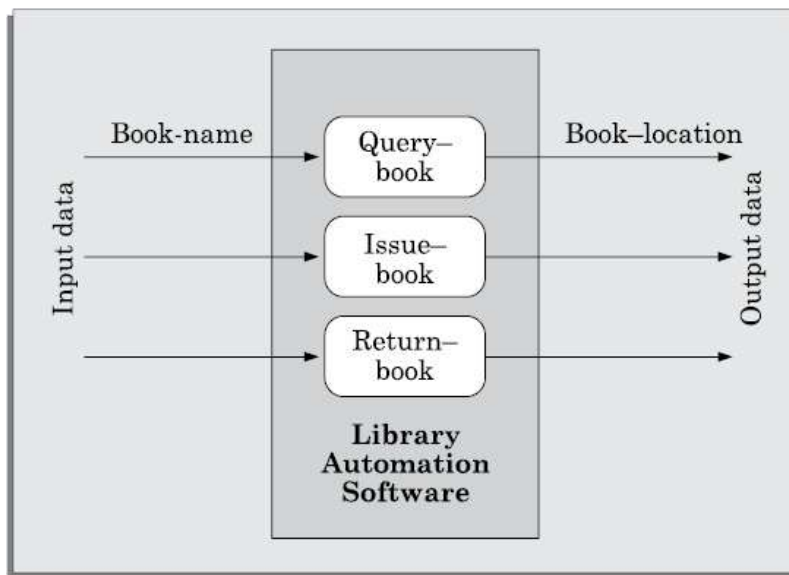 Book-name
Query–
book
Book–location
Input data
Issue–
book
Output data
Return–
book
Library
Automation
Software